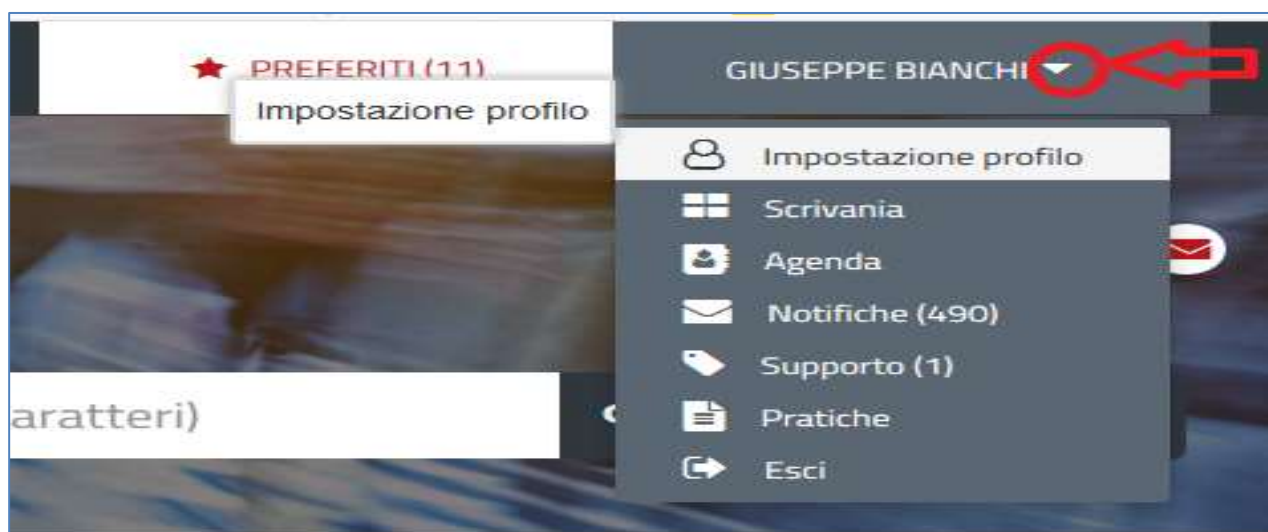 PREFERITI (11)
GIUSEPPE BIANCHI
Impostazione profilo
Impostazione profilo
Scrivania
Agenda
Notifiche (490)
Supporto (1)
aratteri)
Pratiche
Esci